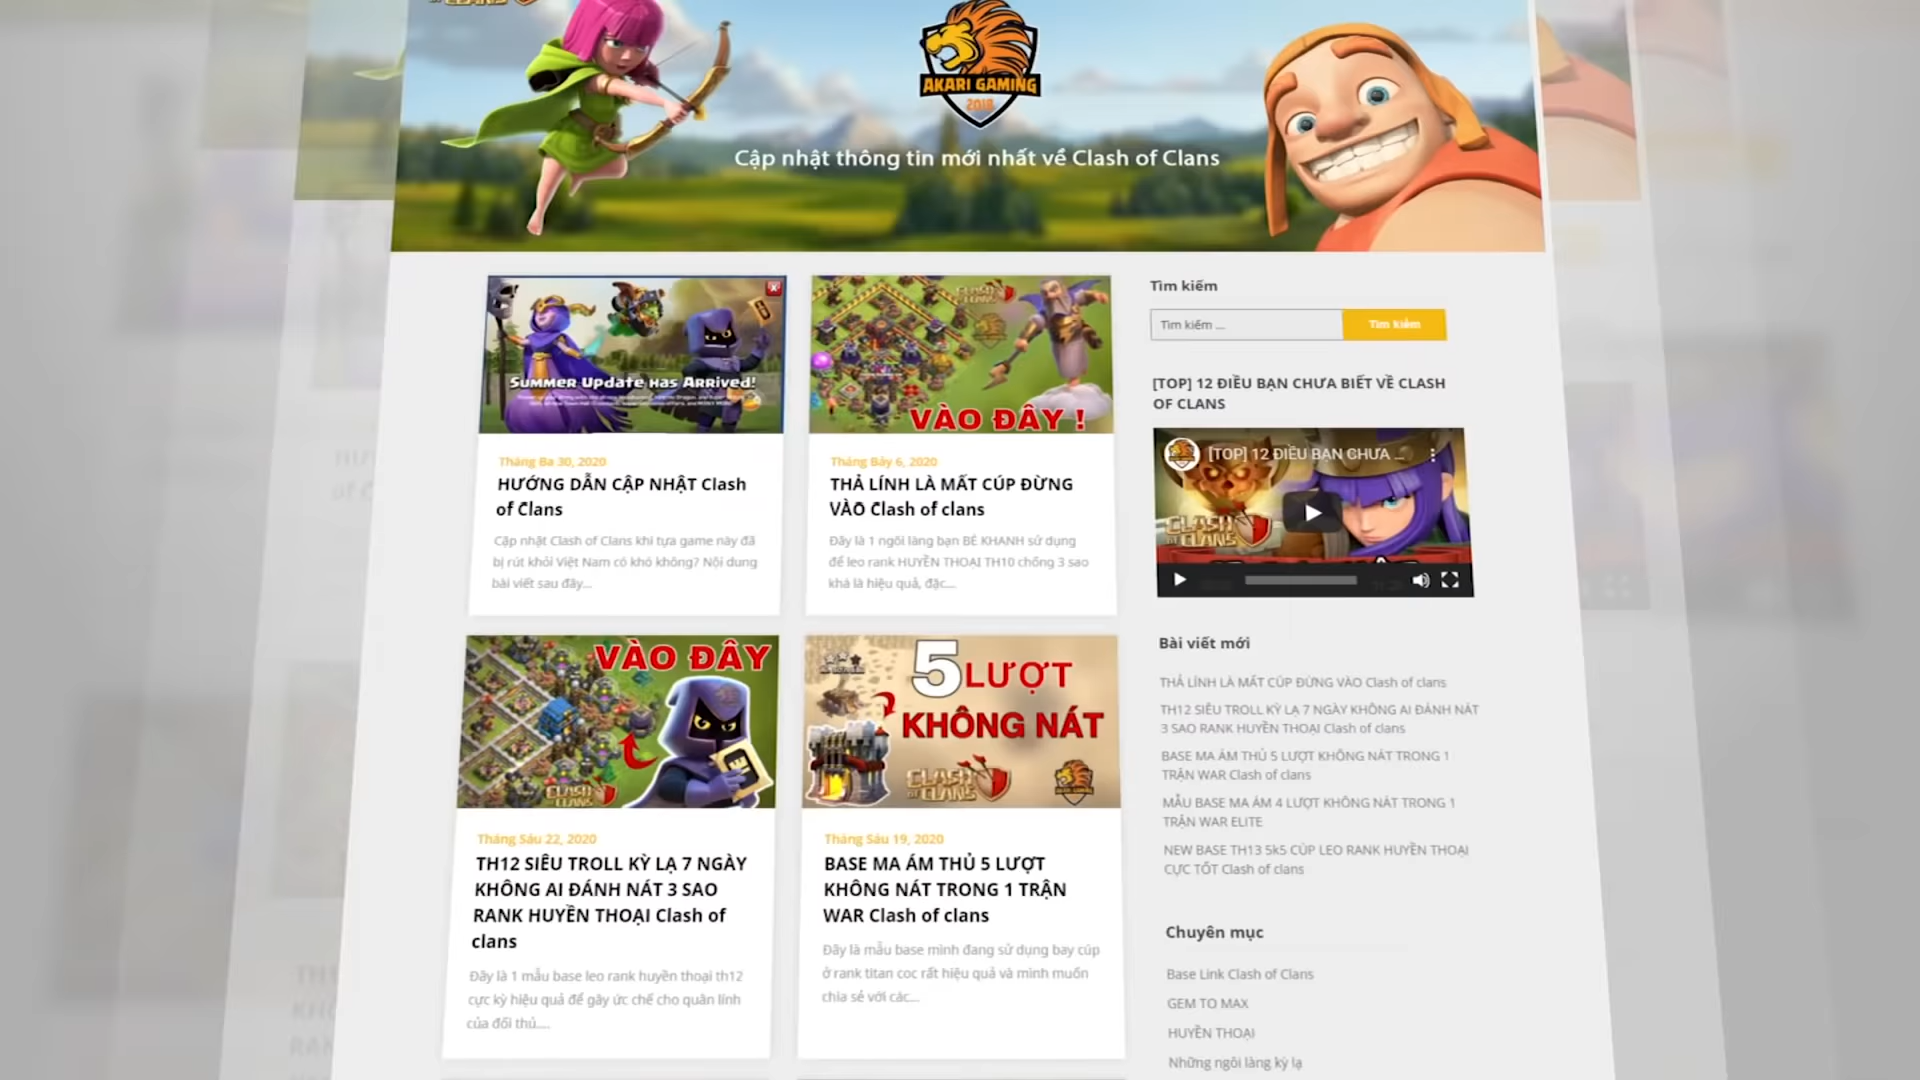 AKARI GAMING
2018
Cập nhật thông tin mới nhất về Clash of Clans
Summer Update has Arrived!
VÀO ĐÂY !
Tháng Ba 30, 2020
HƯỚNG DẪN CẬP NHẬT Clash
of Clans
Cập nhật Clash of Clans khi tựa game này đã
bị rút khỏi Việt Nam có khó không? Nội dung
bài viết sau đây...
Tháng Bảy 6, 2020
THẢ LÍNH LÀ MẤT CÚP ĐỪNG
VÀO Clash of clans
Đây là 1 ngôi làng bạn BÉ KHANH sử dụng
để leo rank HUYỀN THOẠI TH10 chống 3 sao
khá là hiệu quả, đặc...
VÀO ĐÂY
CLASH
OF CLANS
Tháng Sáu 22, 2020
TH12 SIÊU TROLL KỲ LẠ 7 NGÀY
KHÔNG AI ĐÁNH NÁT 3 SAO
RANK HUYỀN THOẠI Clash of
clans
Đây là 1 mẫu base leo rank huyền thoại th12
cực kỳ hiệu quả để gây ức chế cho quân lính
của đối thủ....
5 LƯỢT
KHÔNG NÁT
CLASH
OF CLANS
Tháng Sáu 19, 2020
BASE MA ÁM THỦ 5 LƯỢT
KHÔNG NÁT TRONG 1 TRẬN
WAR Clash of clans
Đây là mẫu base mình đang sử dụng bay cúp
ở rank titan coc rất hiệu quả và mình muốn
chia sẻ với các...
Tìm kiếm
Tìm kiếm ...
Tìm kiếm
[TOP] 12 ĐIỀU BẠN CHƯA BIẾT VỀ CLASH
OF CLANS
[TOP] 12 ĐIỀU BẠN CHƯA ...
CLASH
OF CLANS
Bài viết mới
THẢ LÍNH LÀ MẤT CÚP ĐỪNG VÀO Clash of clans
TH12 SIÊU TROLL KỲ LẠ 7 NGÀY KHÔNG AI ĐÁNH NÁT
3 SAO RANK HUYỀN THOẠI Clash of clans
BASE MA ÁM THỦ 5 LƯỢT KHÔNG NÁT TRONG 1
TRẬN WAR Clash of clans
MẪU BASE MA ÁM 4 LƯỢT KHÔNG NÁT TRONG 1
TRẬN WAR ELITE
NEW BASE TH13 5k5 CÚP LEO RANK HUYỀN THOẠI
CỰC TỐT Clash of clans
Chuyên mục
Base Link Clash of Clans
GEM TO MAX
HUYỀN THOẠI
Những ngôi làng kỳ lạ